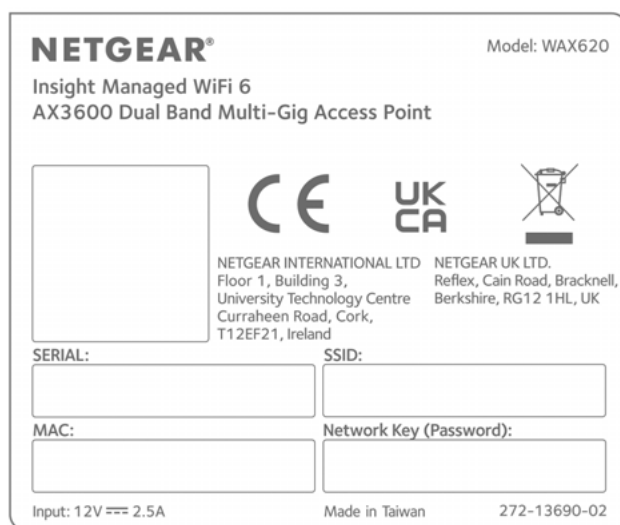 NETGEAR®
Model: WAX620
Insight Managed WiFi 6
AX3600 Dual Band Multi-Gig Access Point
CE
UK
CA
NETGEAR INTERNATIONAL LTD
Floor 1, Building 3,
University Technology Centre
Curraheen Road, Cork,
T12EF21, Ireland
NETGEAR UK LTD.
Reflex, Cain Road, Bracknell,
Berkshire, RG12 1HL, UK
SERIAL:
SSID:
MAC:
Network Key (Password):
Input: 12V ⎓ 2.5A
Made in Taiwan
272-13690-02